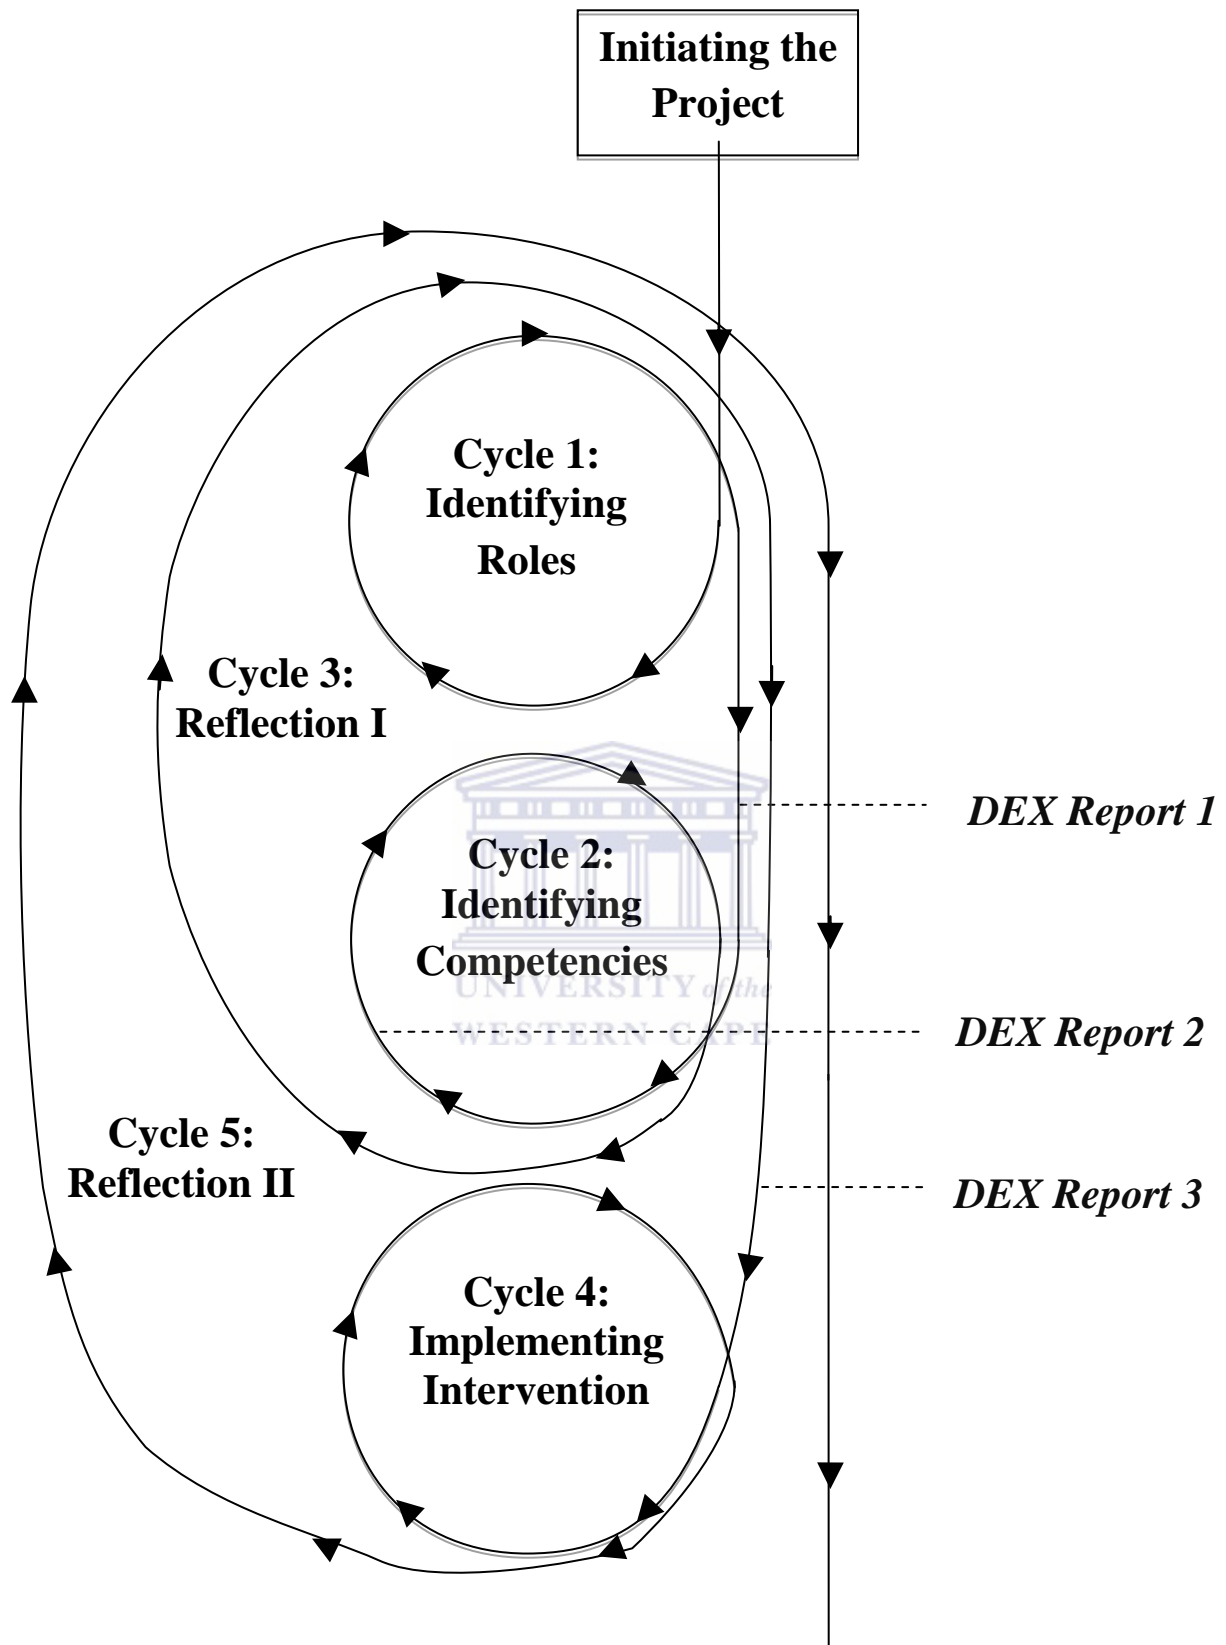 Initiating the
Project
Cycle 1:
Identifying
Roles
Cycle 3:
Reflection I
DEX Report 1
Cycle 2:
Identifying
Competencies
UNIVERSITY of the
WESTERN CAPE
DEX Report 2
Cycle 5:
Reflection II
DEX Report 3
Cycle 4:
Implementing
Intervention